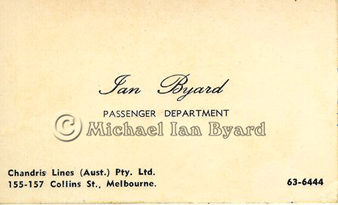 Ian Byard
PASSENGER DEPARTMENT
© Michael Ian Byard
Chandris Lines (Aust.) Pty. Ltd.
155-157 Collins St., Melbourne. 63-6444